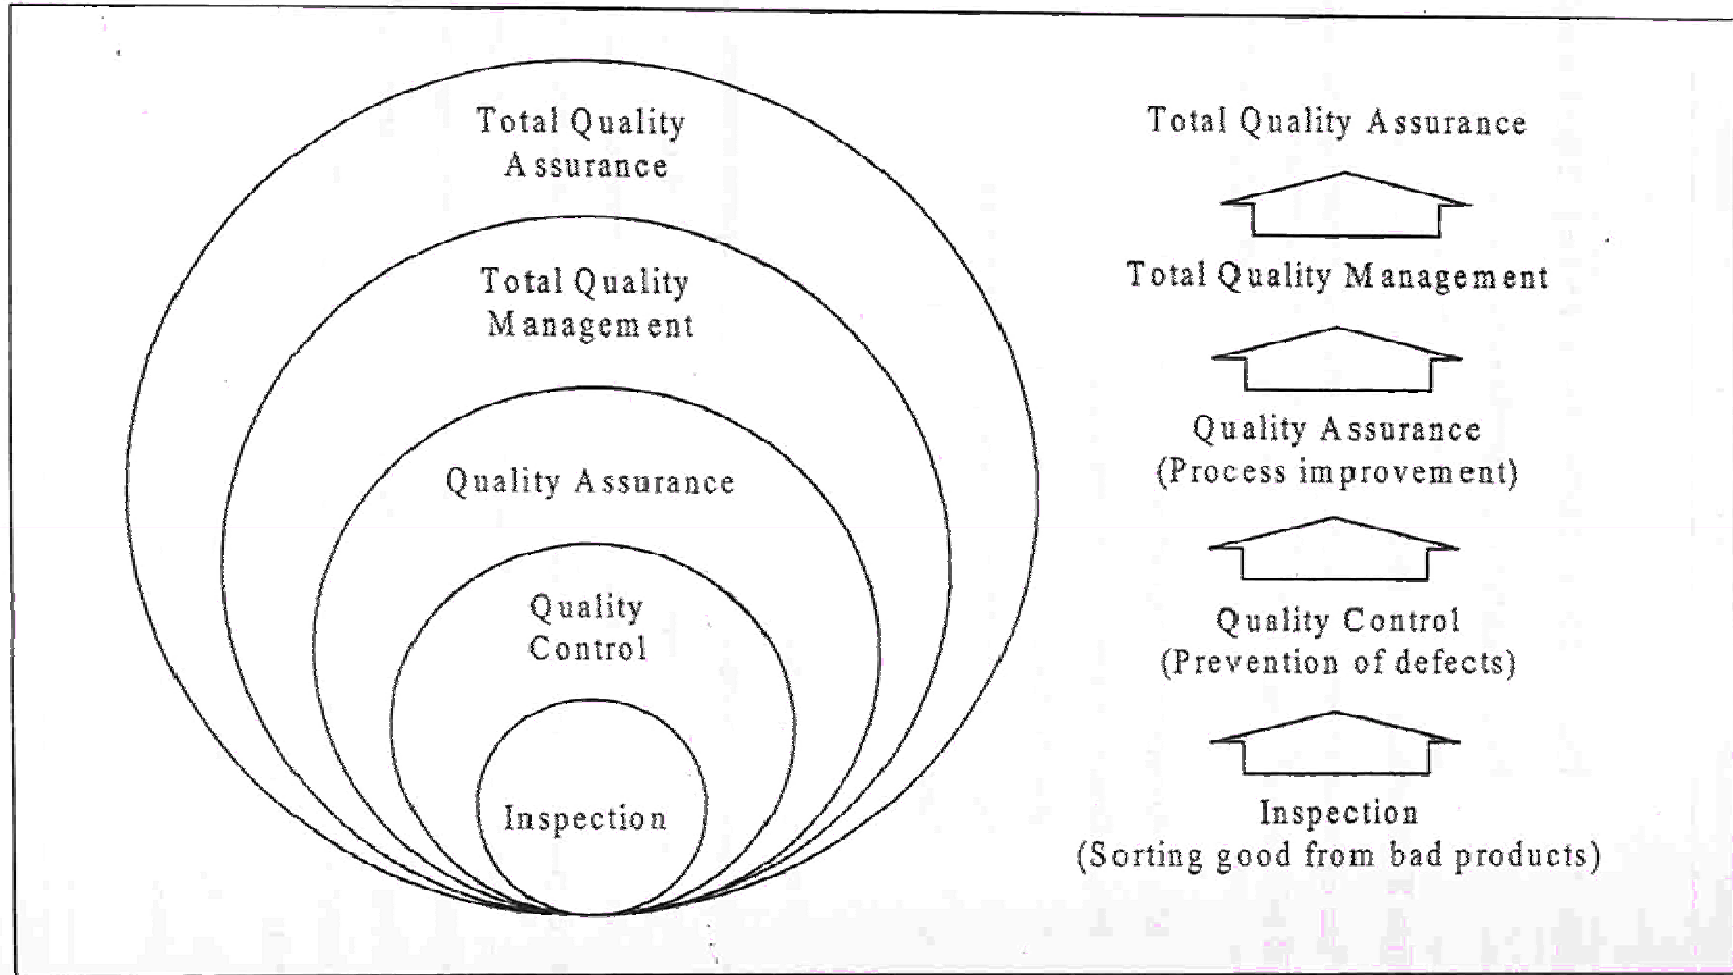 Total Quality
Assurance
Total Quality
Management
Quality Assurance
Quality
Control
Inspection
Total Quality Assurance
Total Quality Management
Quality Assurance
(Process improvement)
Quality Control
(Prevention of defects)
Inspection
(Sorting good from bad products)